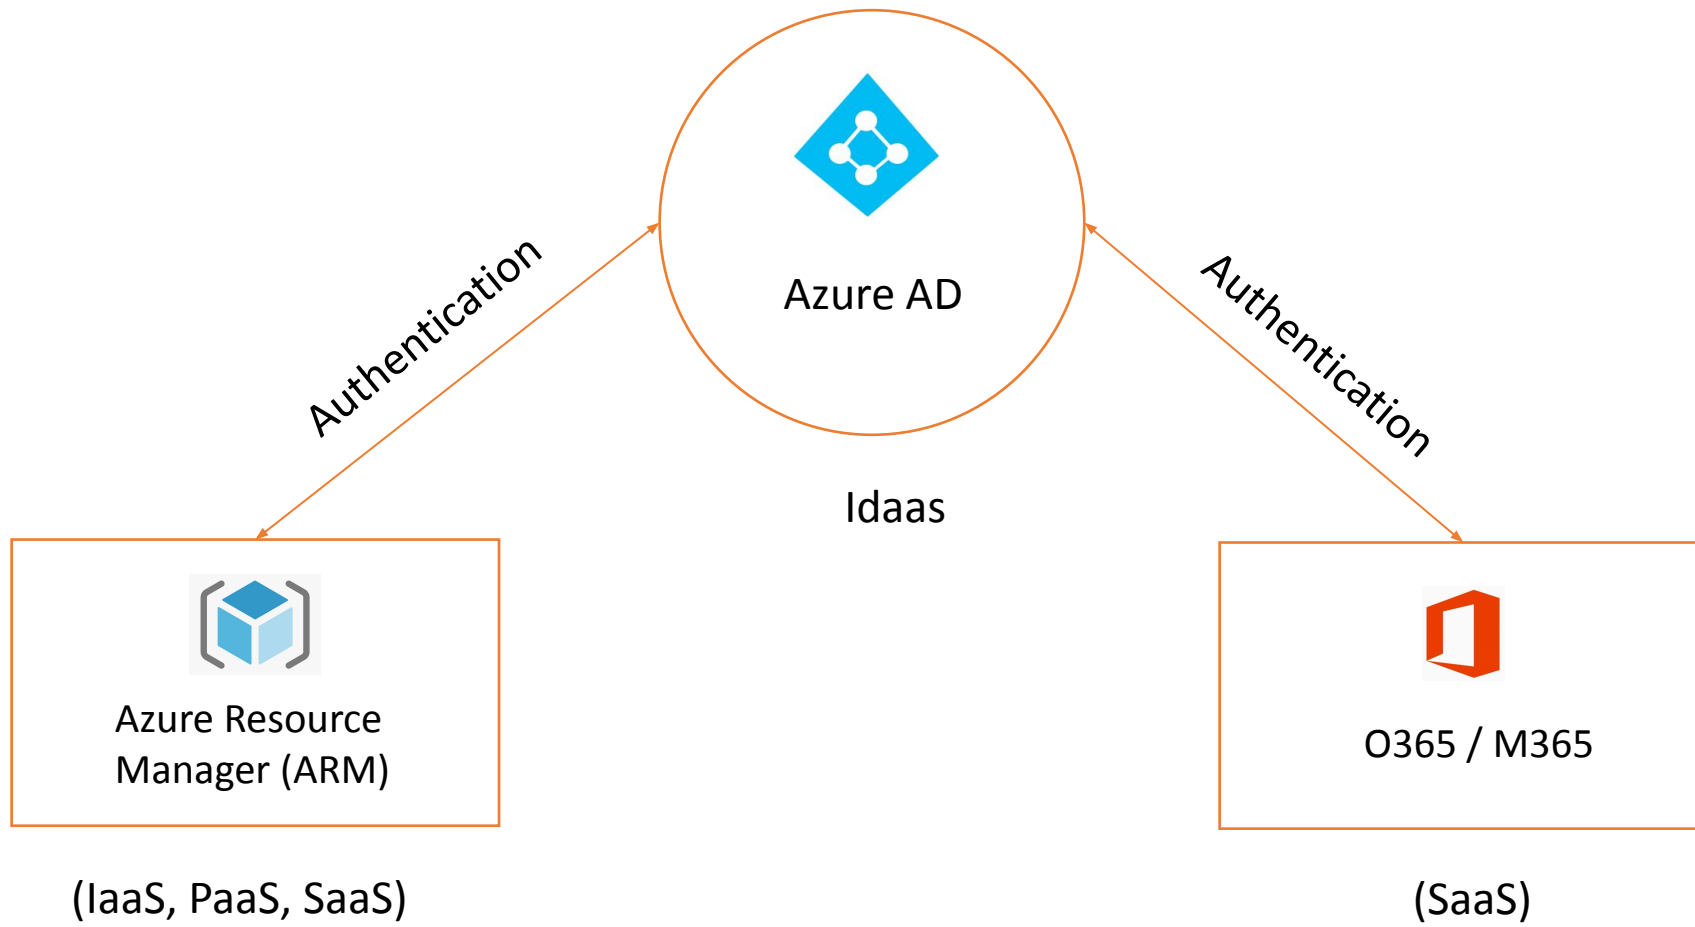 Azure AD
Authentication
Authentication
Idaas
Azure Resource
Manager (ARM)
O365 / M365
(IaaS, PaaS, SaaS)
(SaaS)